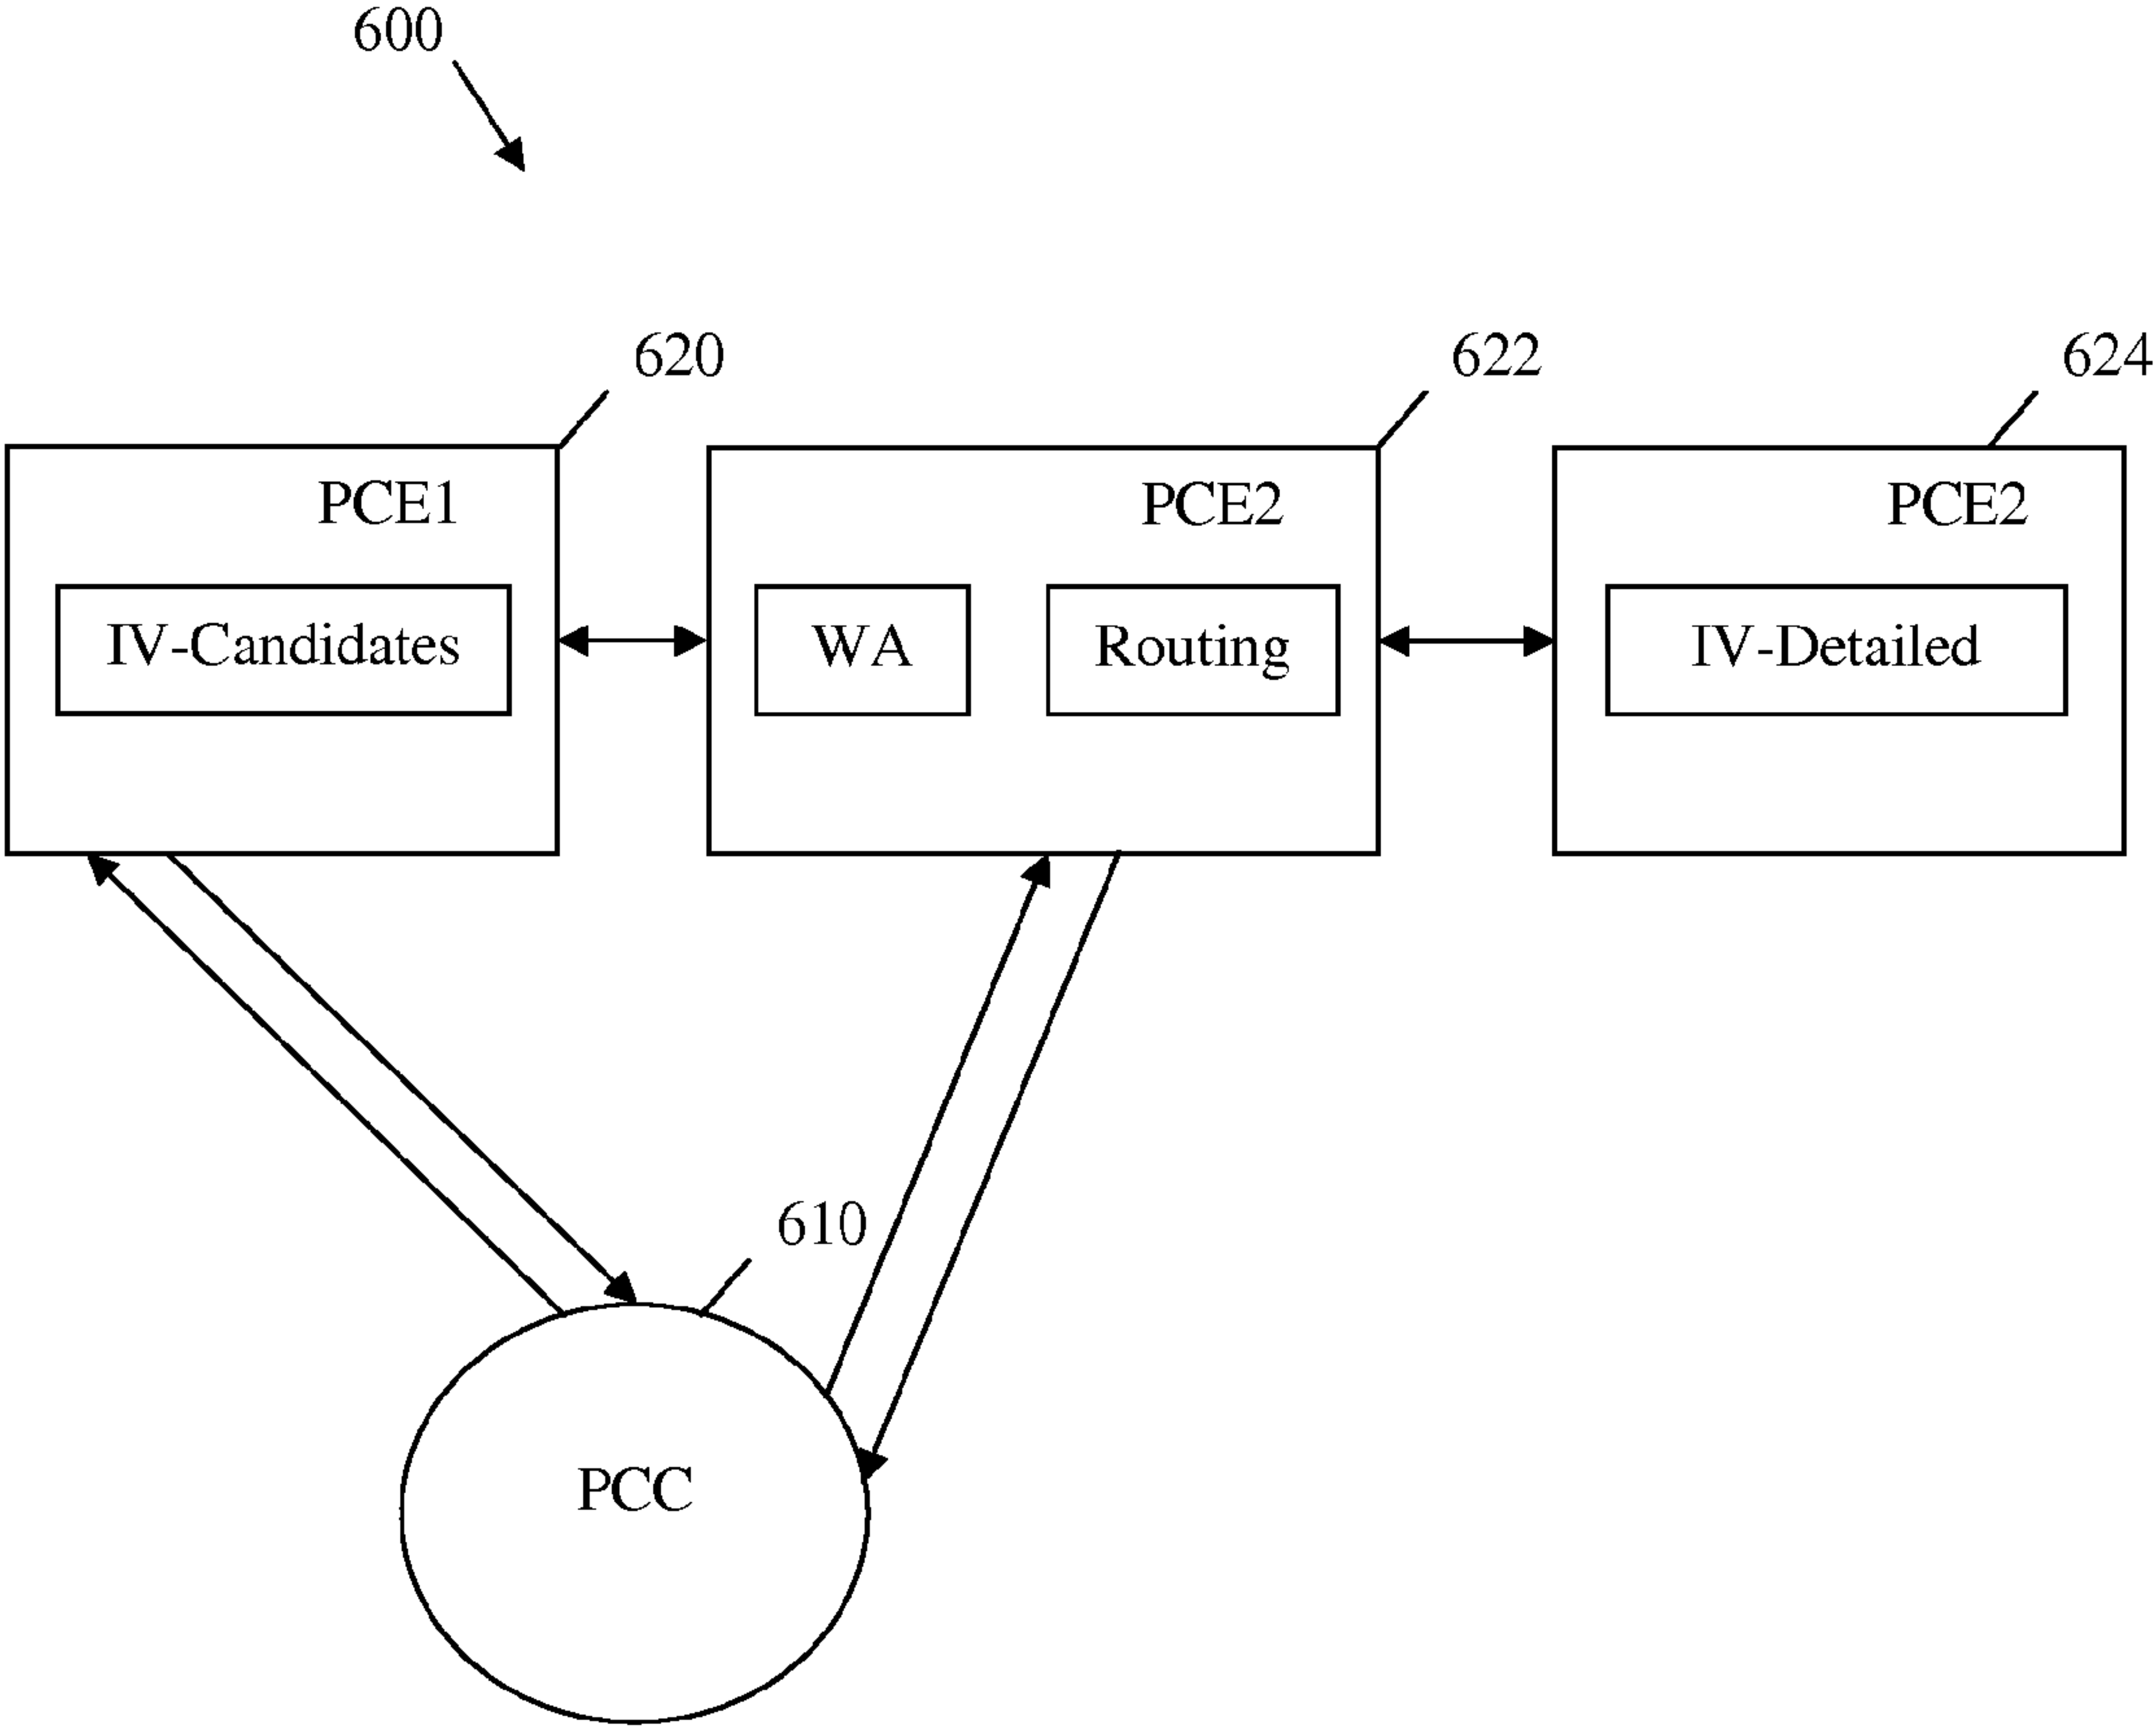 600
620
622
624
PCE1
PCE2
PCE2
IV-Candidates
WA
Routing
IV-Detailed
610
PCC